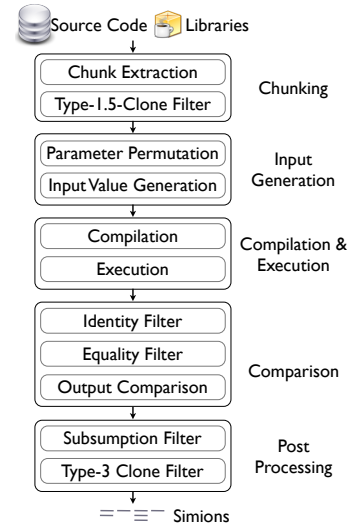 Source Code Libraries
Chunk Extraction
Type-1.5-Clone Filter
Chunking
Parameter Permutation
Input Value Generation
Input
Generation
Compilation
Execution
Compilation &
Execution
Identity Filter
Equality Filter
Output Comparison
Comparison
Subsumption Filter
Type-3 Clone Filter
Post
Processing
Simions